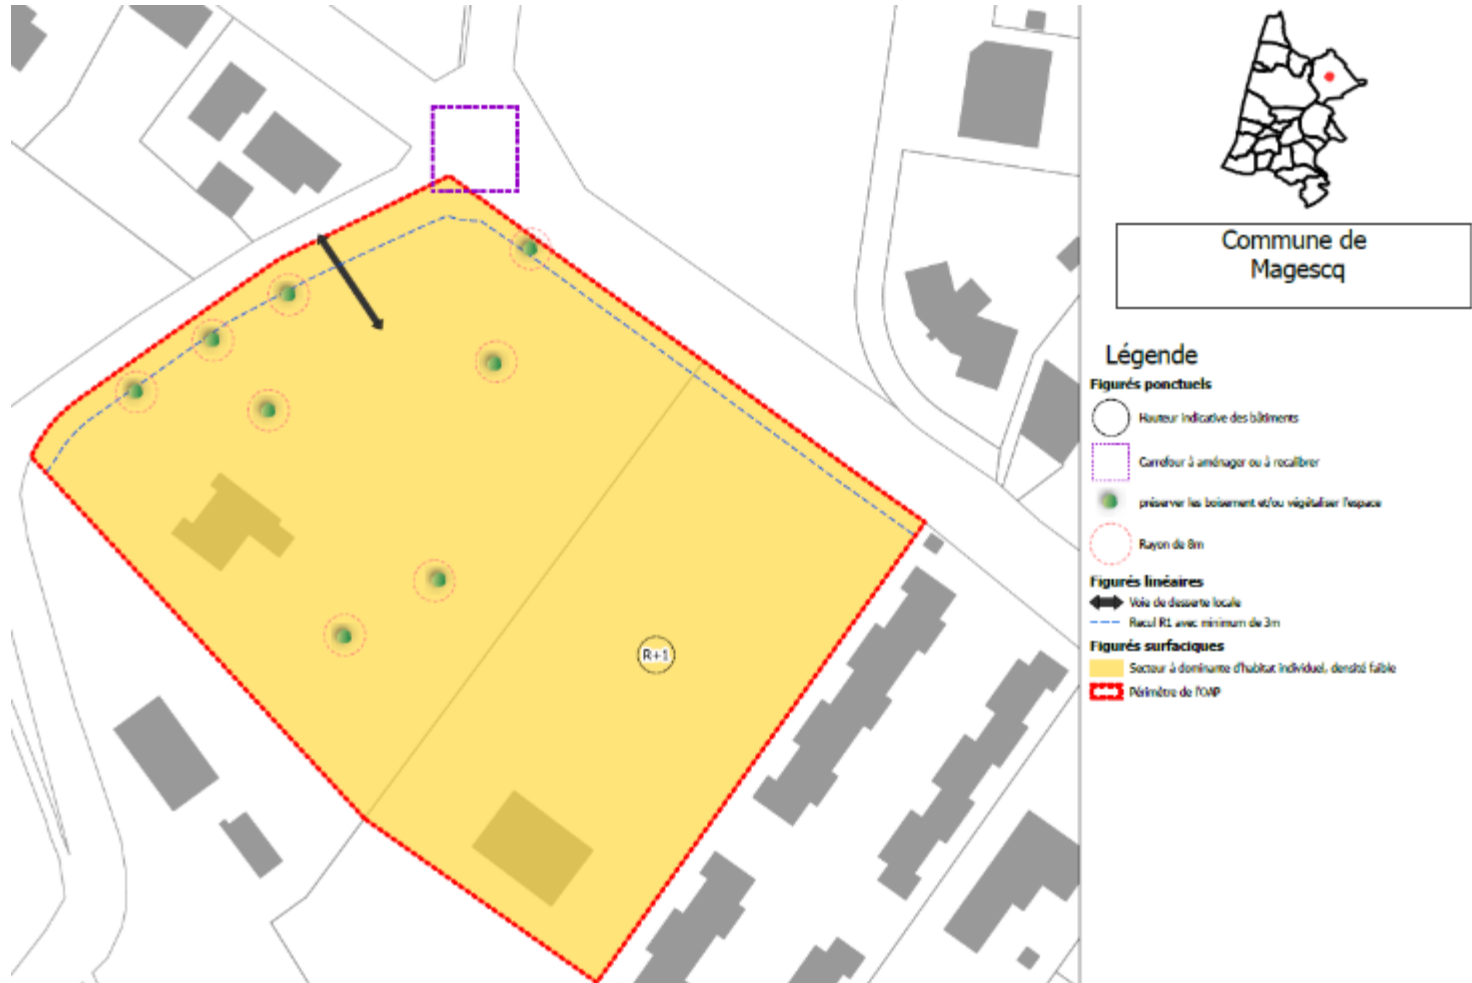 Commune de
Magescq
Légende
Figurés ponctuels
Hauteur indicative des bâtiments
Carrefour à aménager ou à recalibrer
préserver les boisement et/ou végétaliser l'espace
Rayon de 8m
Figurés linéaires
Voie de desserte locale
Recul R1 avec minimum de 3m
Figurés surfaciques
Secteur à dominante d'habitat individuel, densité faible
Périmètre de l'OAP
R+1